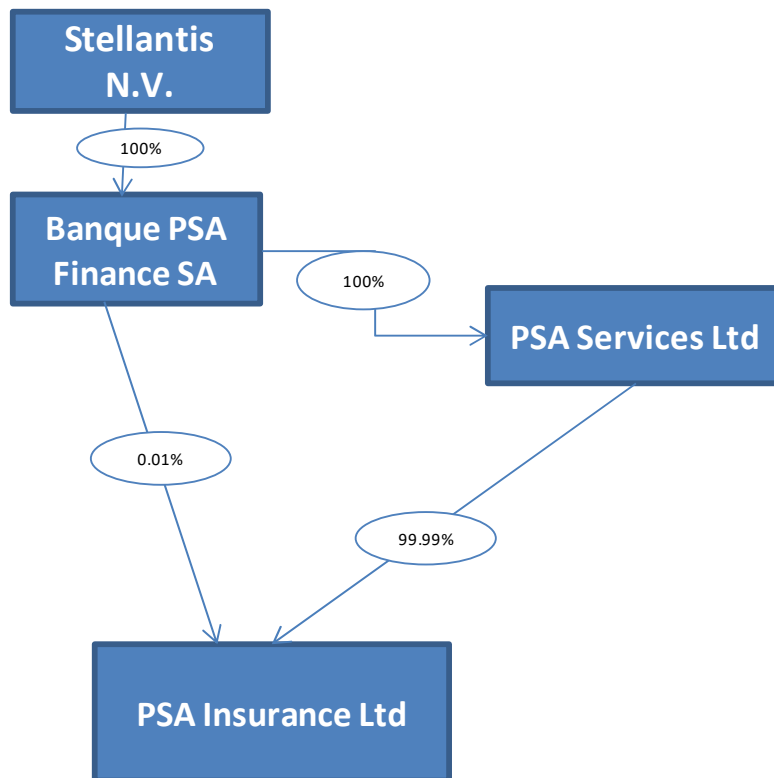 Stellantis
N.V.
100%
Banque PSA
Finance SA
100%
PSA Services Ltd
0.01%
99.99%
PSA Insurance Ltd